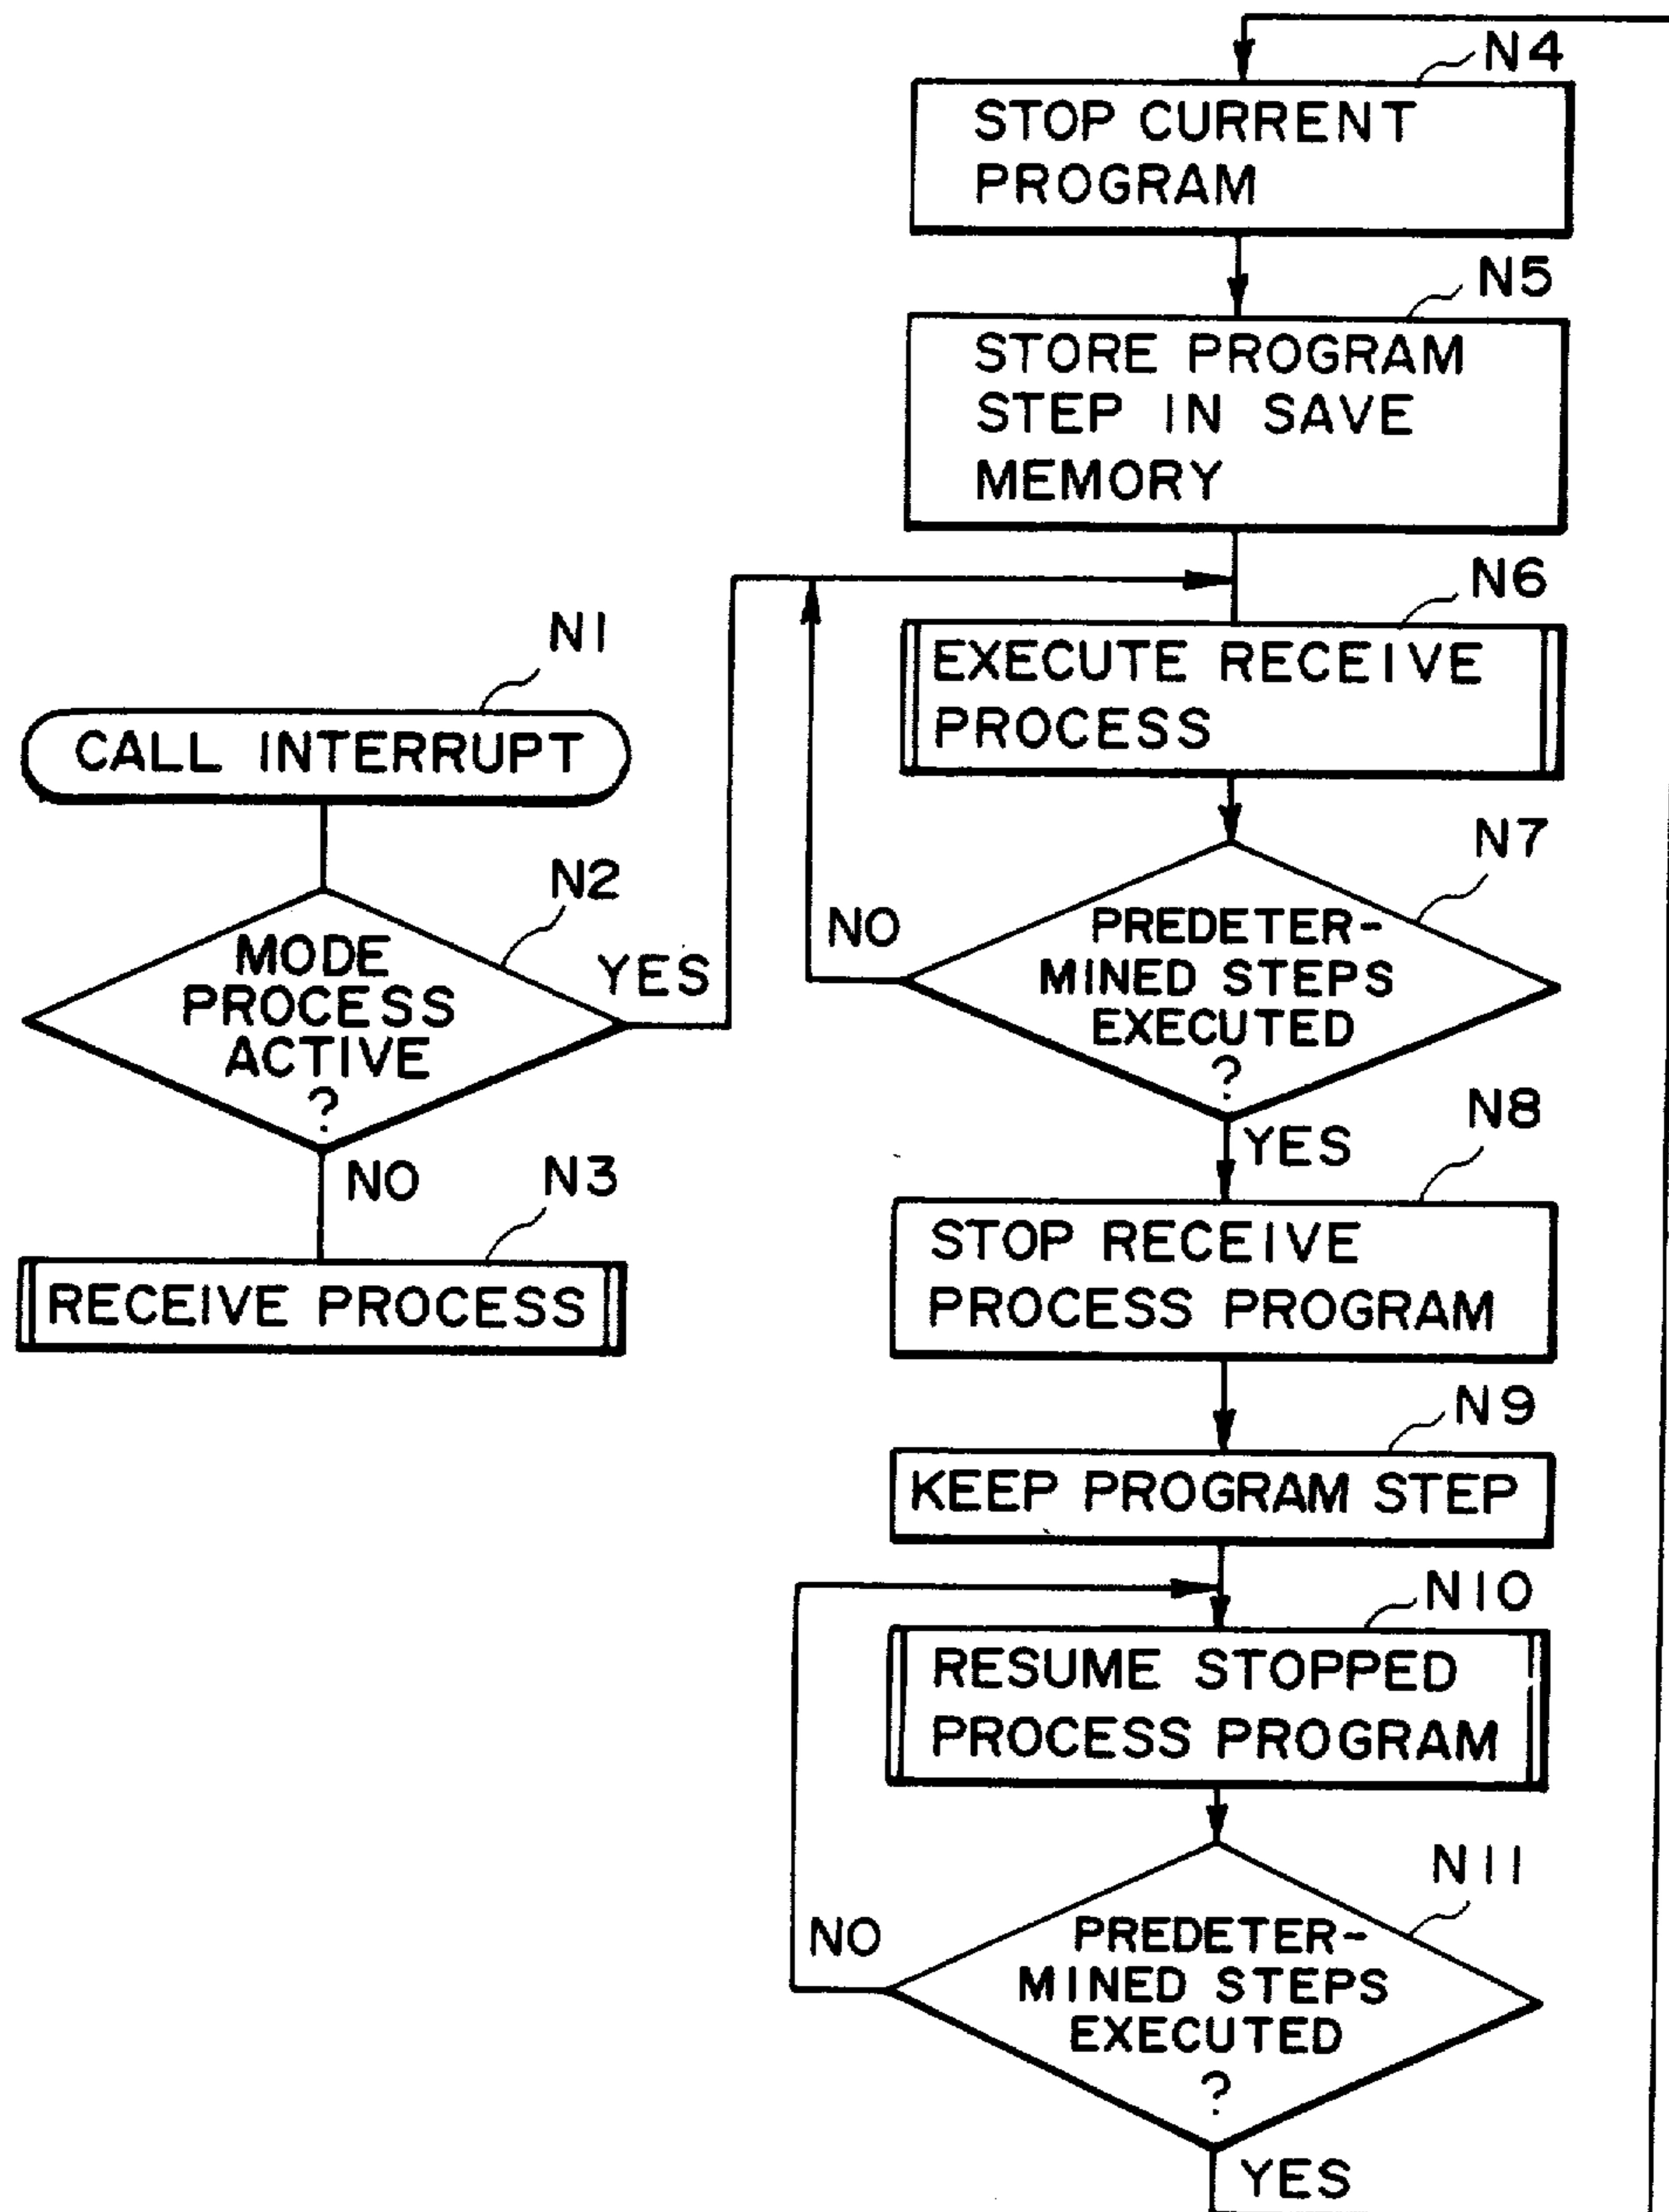 N1
CALL INTERRUPT
N2
MODE
PROCESS
ACTIVE
?
YES
NO
N3
RECEIVE PROCESS
N4
STOP CURRENT
PROGRAM
N5
STORE PROGRAM
STEP IN SAVE
MEMORY
N6
EXECUTE RECEIVE
PROCESS
N7
NO
PREDETER-
MINED STEPS
EXECUTED
?
YES
N8
STOP RECEIVE
PROCESS PROGRAM
N9
KEEP PROGRAM STEP
N10
RESUME STOPPED
PROCESS PROGRAM
N11
NO
PREDETER-
MINED STEPS
EXECUTED
?
YES